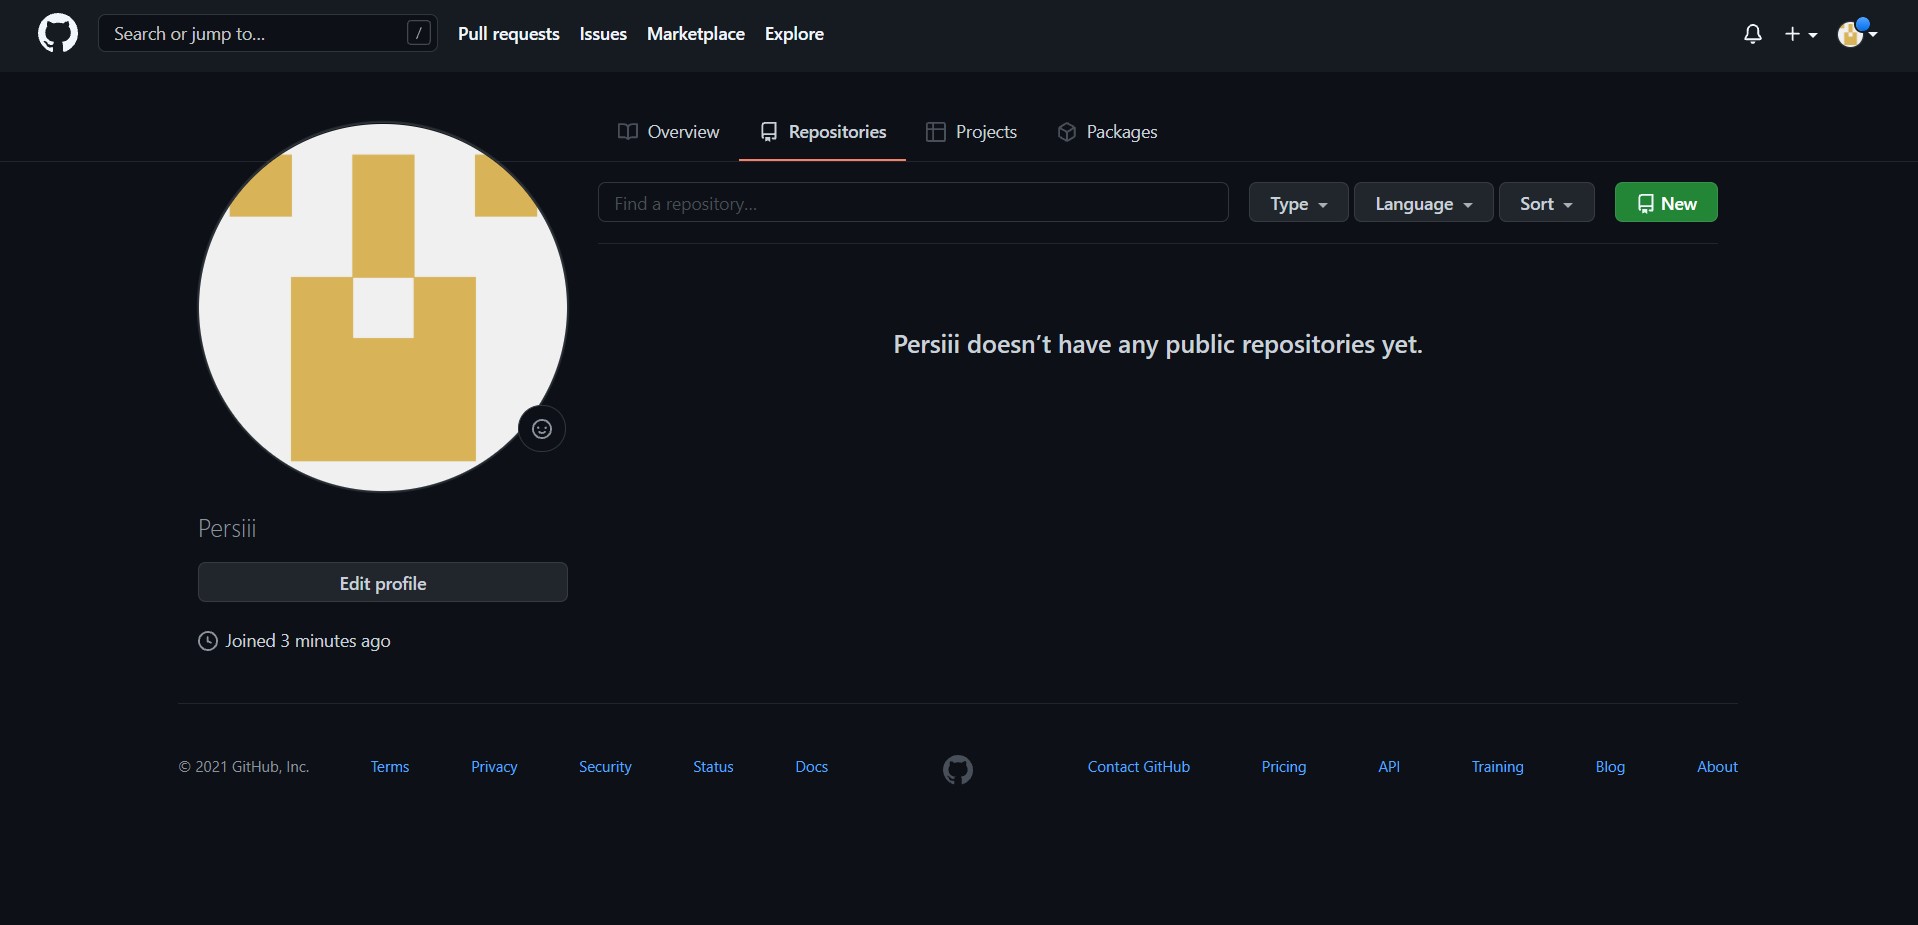 Search or jump to...
/
Pull requests
Issues
Marketplace
Explore
Overview
Repositories
Projects
Packages
Find a repository...
Type
Language
Sort
New
Persiii doesn’t have any public repositories yet.
Persiii
Edit profile
Joined 3 minutes ago
© 2021 GitHub, Inc.
Terms
Privacy
Security
Status
Docs
Contact GitHub
Pricing
API
Training
Blog
About